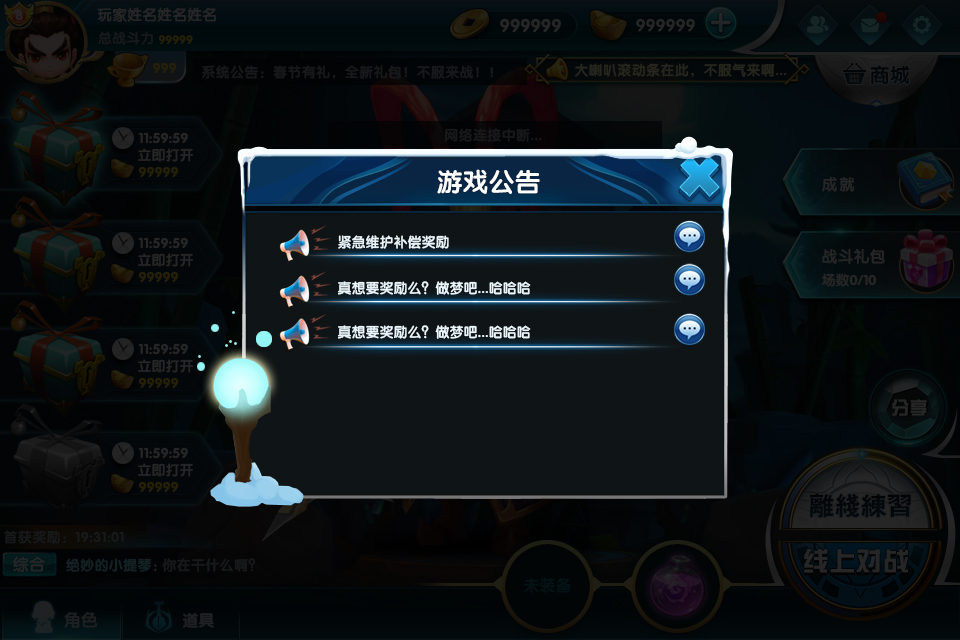 8
玩家姓名姓名姓名
总战斗力 99999
999999
999999
999
系统公告：春节有礼，全新礼包！不服来战！！
大喇叭滚动条在此，不服气来啊...
商城
网络连接中断...
11:59:59
立即打开
99999
成就
游戏公告
紧急维护补偿奖励
真想要奖励么？做梦吧...哈哈哈
真想要奖励么？做梦吧...哈哈哈
11:59:59
立即打开
99999
战斗礼包
场数0/10
11:59:59
立即打开
99999
分享
11:59:59
立即打开
99999
離綫練習
线上对战
首获奖励：19:31:01
综合
绝妙的小提琴：你在干什么啊？
未装备
角色
道具